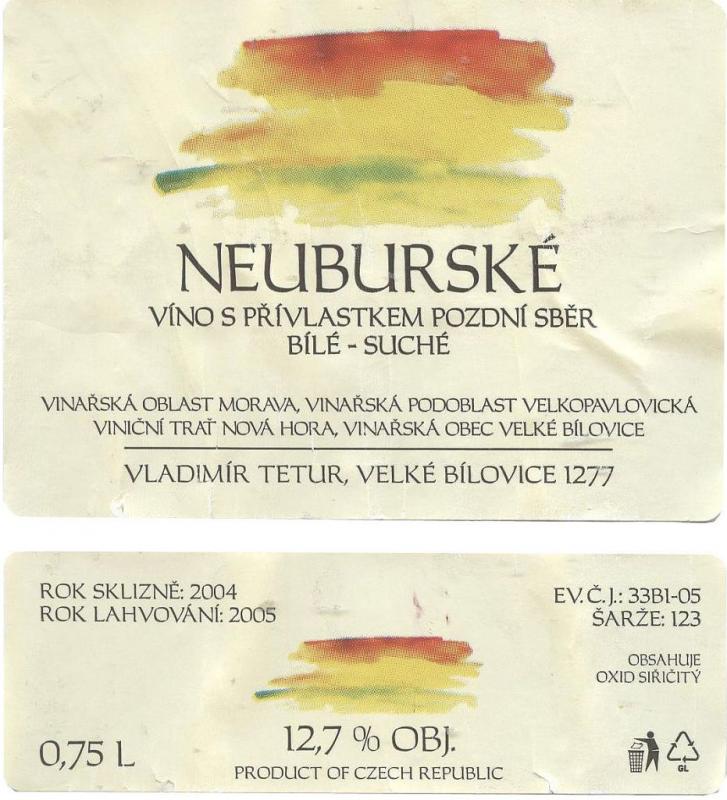 NEUBURSKÉ
VÍNO S PŘÍVLASTKEM POZDNÍ SBĚR
BÍLÉ - SUCHÉ
VINAŘSKÁ OBLAST MORAVA, VINAŘSKÁ PODOBLAST VELKOPAVLOVICKÁ
VINIČNÍ TRAŤ NOVÁ HORA, VINAŘSKÁ OBEC VELKÉ BÍLOVICE
VLADIMÍR TETUR, VELKÉ BÍLOVICE 1277
ROK SKLIZNĚ: 2004
ROK LAHVOVÁNÍ: 2005
EV. Č. J.: 33B1-05
ŠARŽE: 123
OBSAHUJE
OXID SIŘIČITÝ
0,75 L
12,7 % OBJ.
PRODUCT OF CZECH REPUBLIC
GL